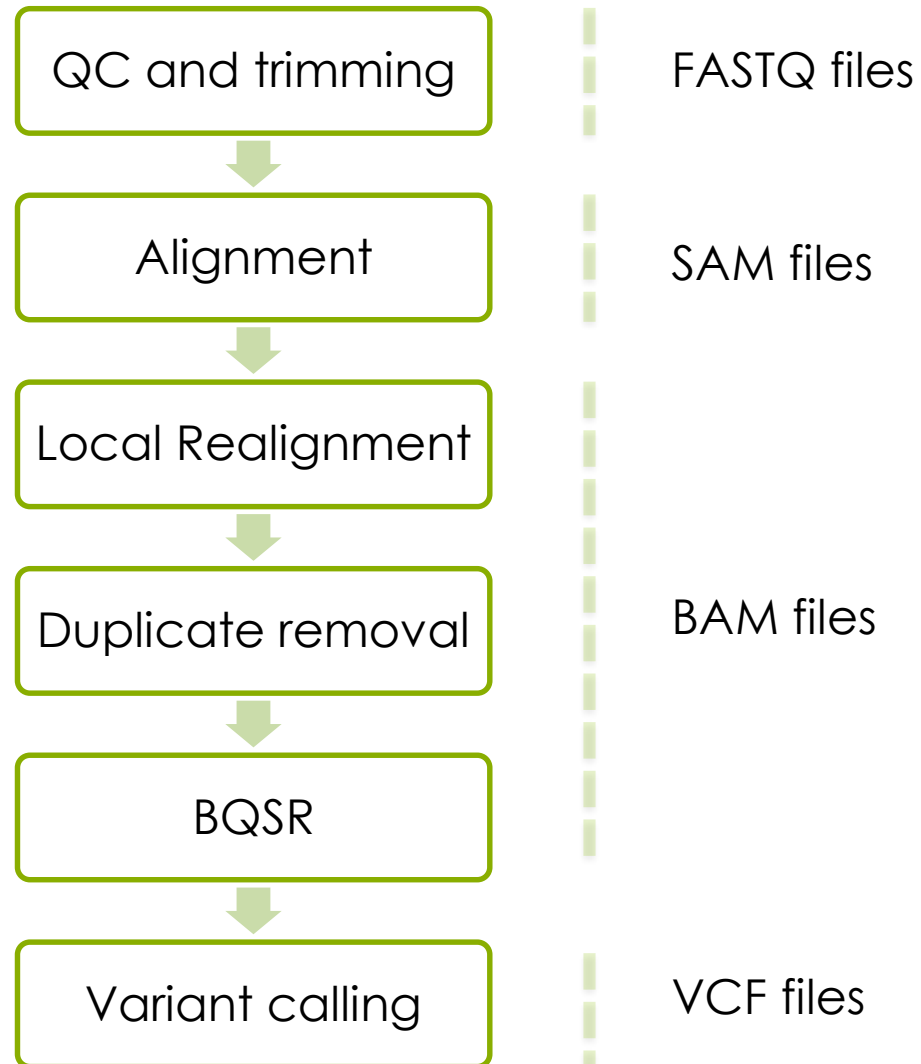 QC and trimming
FASTQ files
Alignment
SAM files
Local Realignment
Duplicate removal
BAM files
BQSR
Variant calling
VCF files